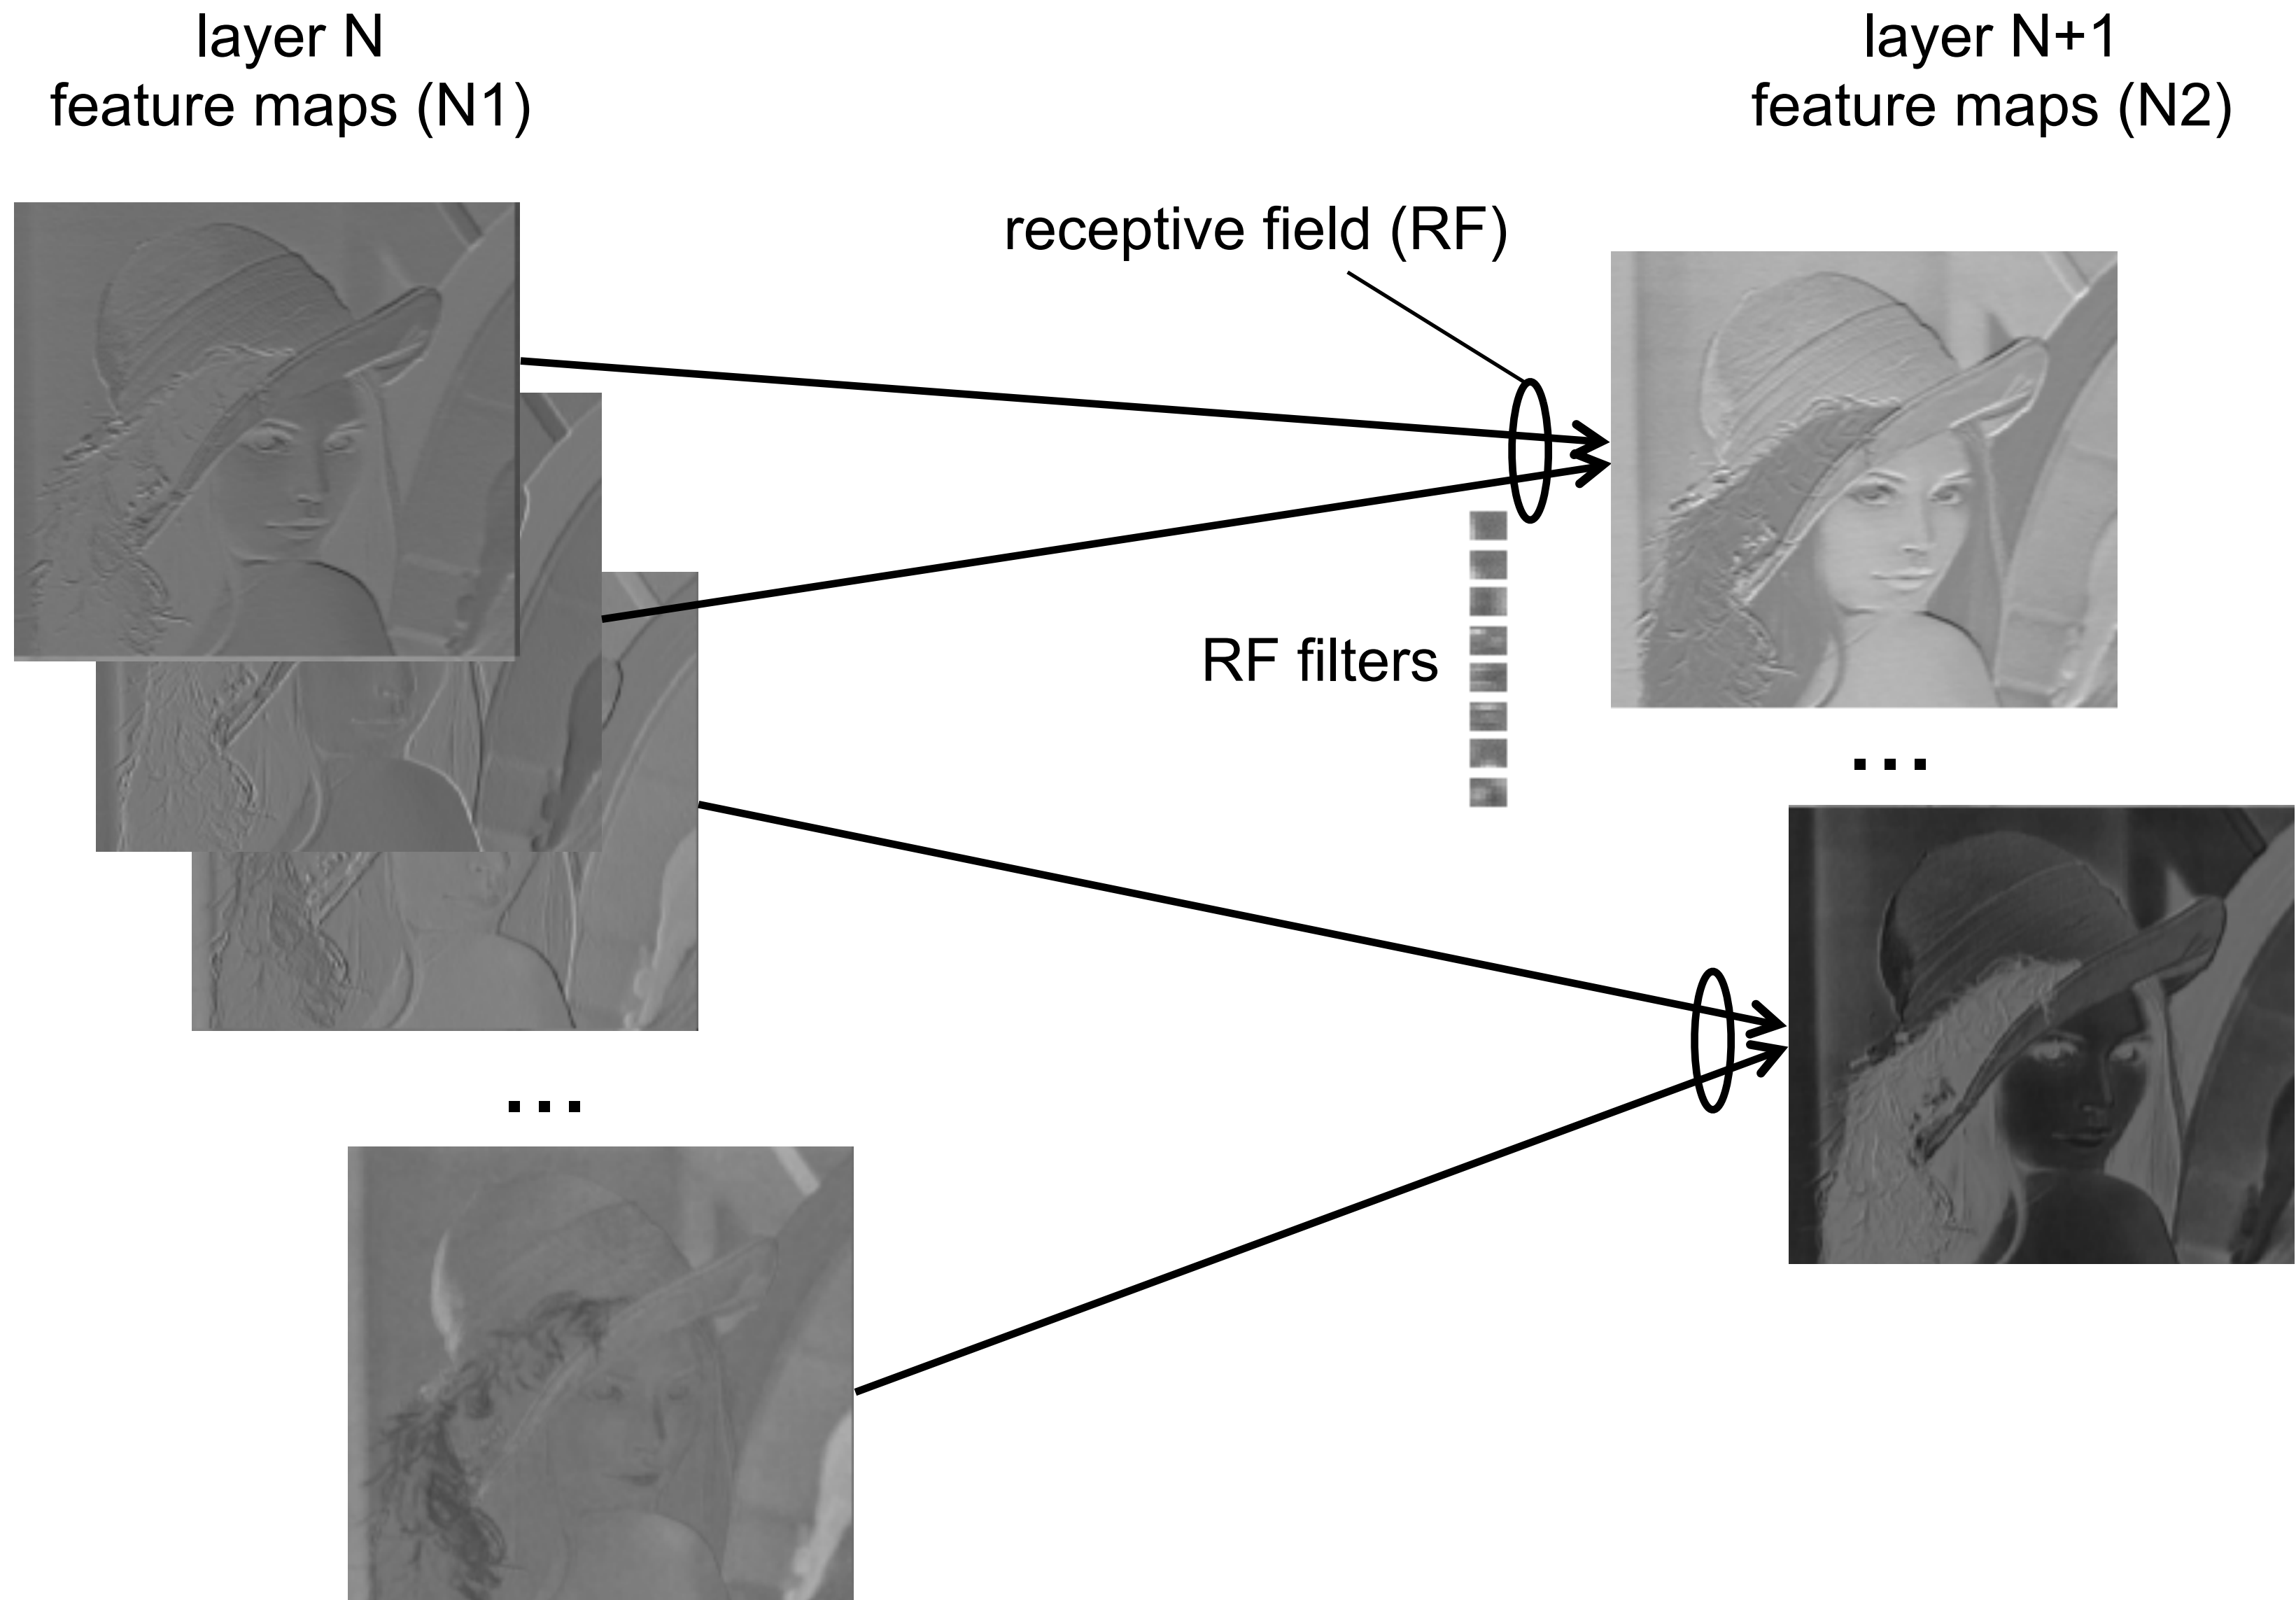 layer N
feature maps (N1)
layer N+1
feature maps (N2)
receptive field (RF)
RF filters
...
...